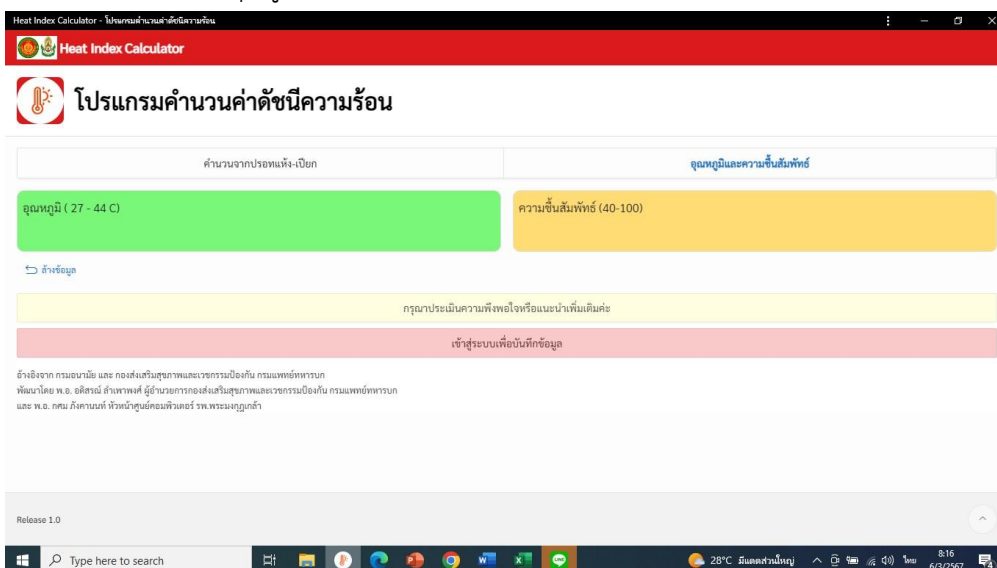 Heat Index Calculator - โปรแกรมคำนวนค่าดัชนีความร้อน
Heat Index Calculator
โปรแกรมคำนวนค่าดัชนีความร้อน
คำนวนจากปรอทแห้ง-เปียก
อุณหภูมิและความชื้นสัมพัทธ์
อุณหภูมิ ( 27 - 44 C)
ความชื้นสัมพัทธ์ (40-100)
ล้างข้อมูล
กรุณาประเมินความพึงพอใจหรือแนะนำเพิ่มเติมค่ะ
เข้าสู่ระบบเพื่อบันทึกข้อมูล
อ้างอิงจาก กรมอนามัย และ กองส่งเสริมสุขภาพและเวชกรรมป้องกัน กรมแพทย์ทหารบก
พัฒนาโดย พ.อ. อดิสรณ์ ลำเพาพงศ์ ผู้อำนวยการกองส่งเสริมสุขภาพและเวชกรรมป้องกัน กรมแพทย์ทหารบก
และ พ.อ. กศม ภังคานนท์ หัวหน้าศูนย์คอมพิวเตอร์ รพ.พระมงกุฎเกล้า
Release 1.0
Type here to search
28°C มีแดดส่วนใหญ่
ไทย
8:16
6/3/2567